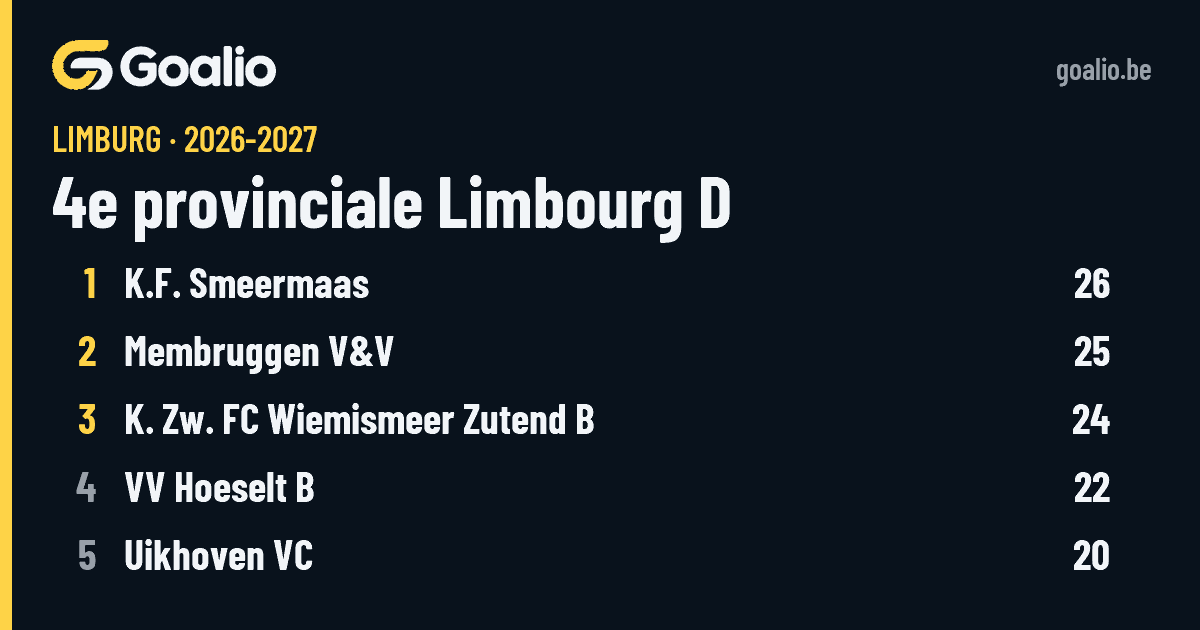 Goalio
goalio.be
LIMBURG · 2026-2027
4e provinciale Limbourg D
1 K.F. Smeermaas 26
2 Membruggen V&V 25
3 K. Zw. FC Wiemismeer Zutend B 24
4 VV Hoeselt B 22
5 Uikhoven VC 20